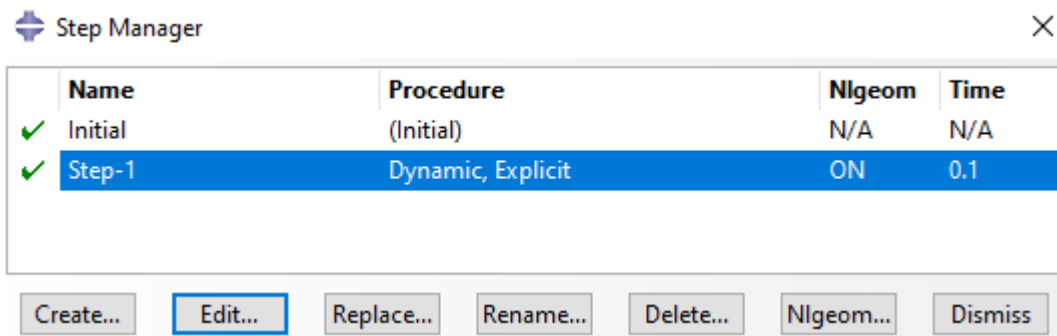 Step Manager
Name Procedure Nlgeom Time
Initial (Initial) N/A N/A
Step-1 Dynamic, Explicit ON 0.1
Create... Edit... Replace... Rename... Delete... Nlgeom... Dismiss